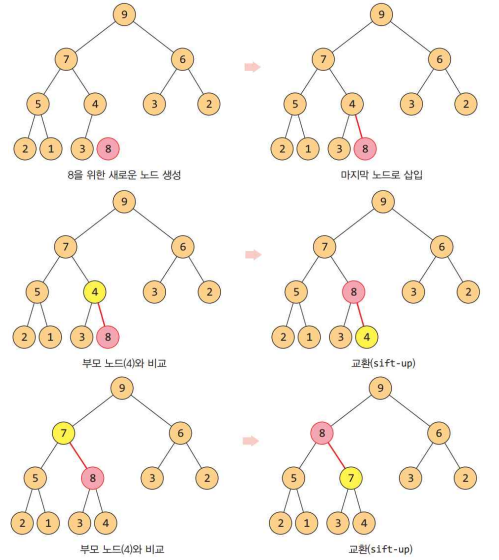 9 9
7 6 7 6
5 4 3 2 5 4 3 2
2 1 3 8 2 1 3 8
8을 위한 새로운 노드 생성 마지막 노드로 삽입
9 9
7 6 7 6
5 4 3 2 5 8 3 2
2 1 3 8 2 1 3 4
부모 노드(4)와 비교 교환(sift-up)
9 9
7 6 8 6
5 8 3 2 5 7 3 2
2 1 3 4 2 1 3 4
부모 노드(4)와 비교 교환(sift-up)